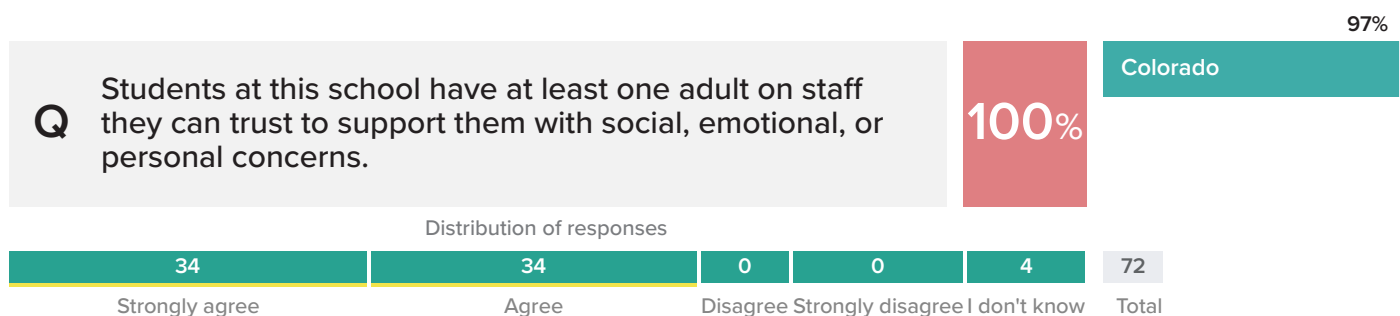 97%
Q
Students at this school have at least one adult on staff
they can trust to support them with social, emotional, or
personal concerns.
100%
Colorado
Distribution of responses
34 34 0 0 4 72
Strongly agree Agree Disagree Strongly disagree I don't know Total